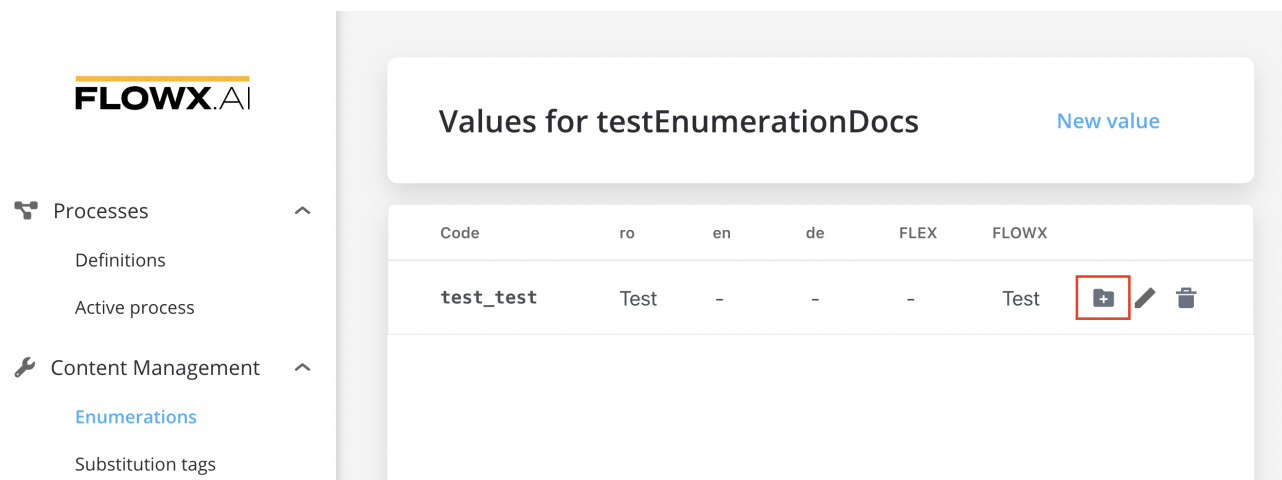 FLOWX.AI
Processes
Definitions
Active process
Content Management
Enumerations
Substitution tags
Values for testEnumerationDocs
New value
Code ro en de FLEX FLOWX
test_test Test - - - Test